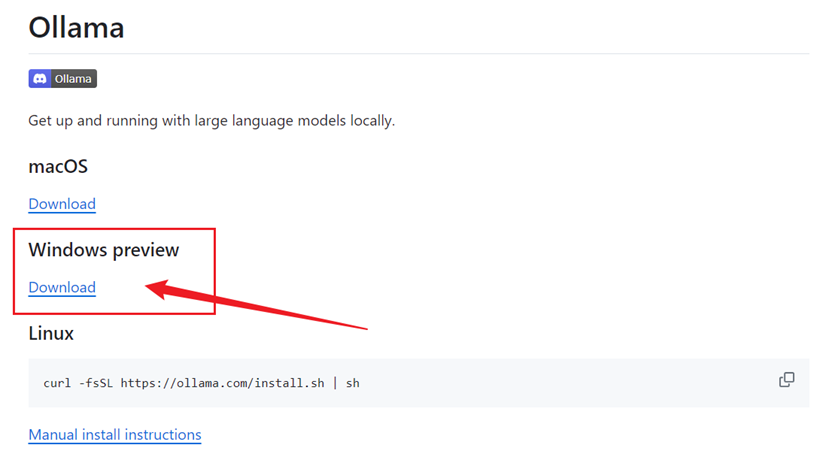 Ollama
Ollama
Get up and running with large language models locally.
macOS
Download
Windows preview
Download
Linux
curl -fsSL https://ollama.com/install.sh | sh
Manual install instructions